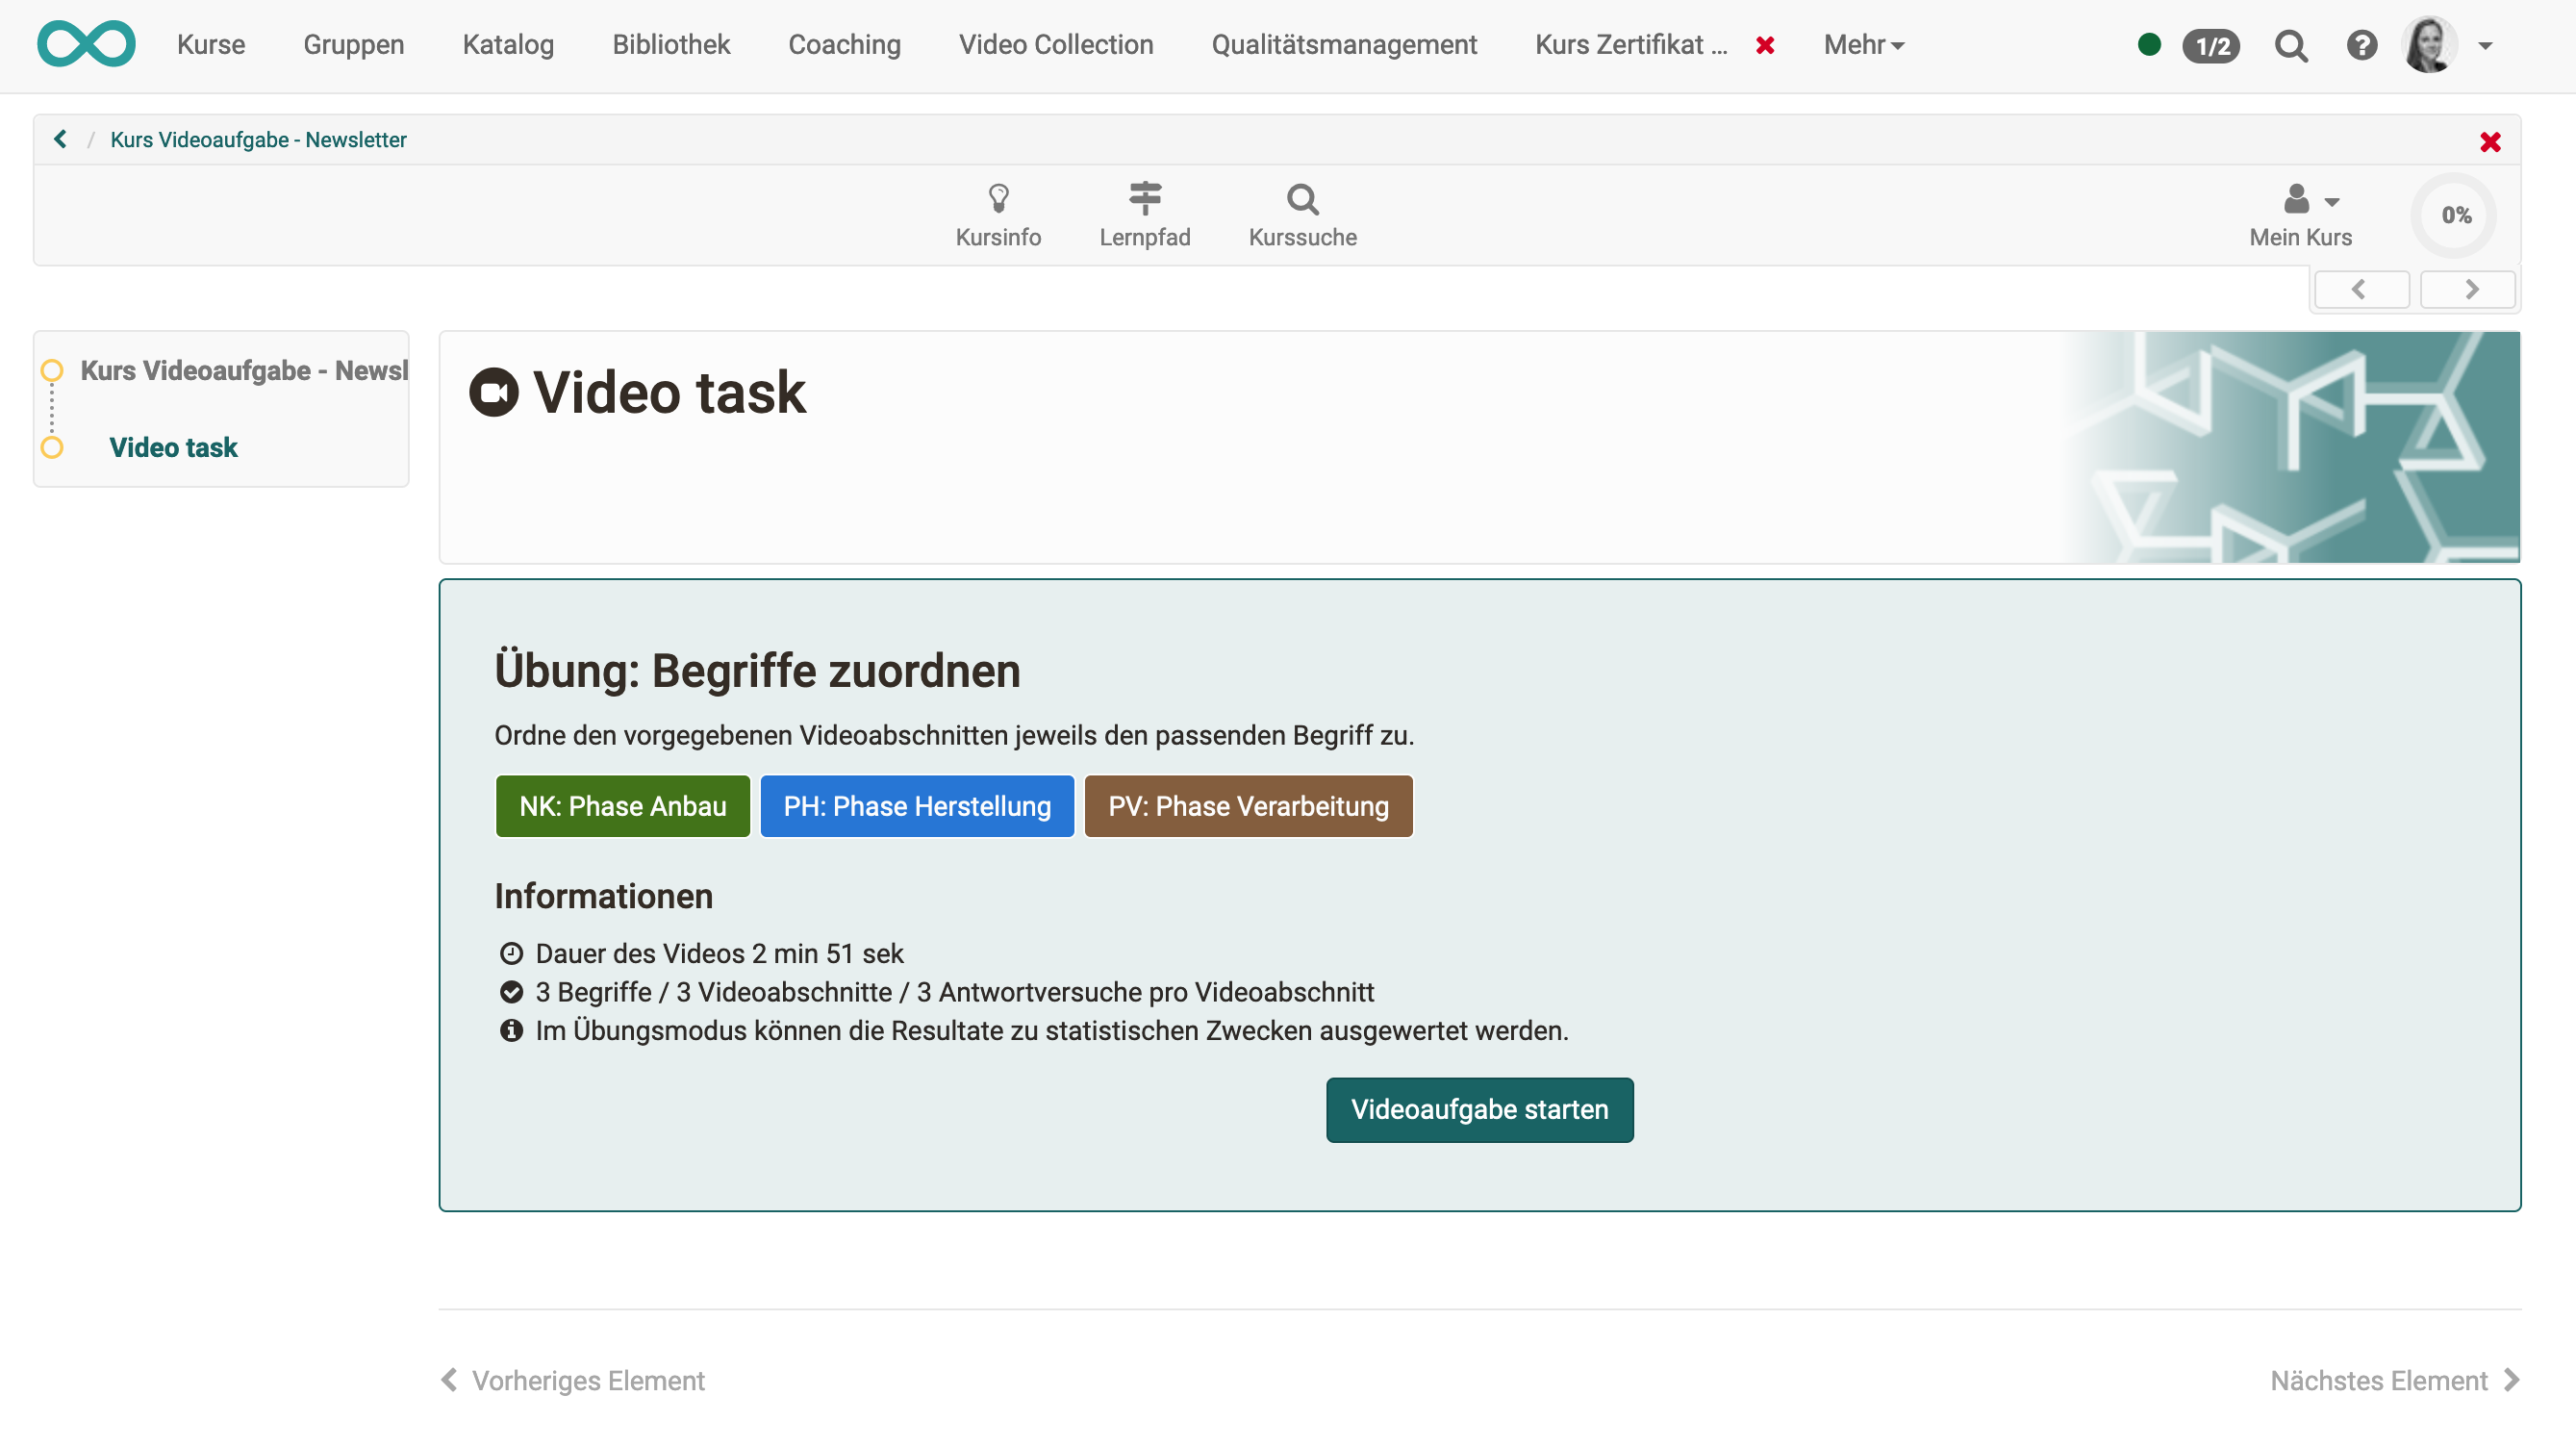 Kurse Gruppen Katalog Bibliothek Coaching Video Collection Qualitätsmanagement Kurs Zertifikat ... Mehr 1/2
/ Kurs Videoaufgabe - Newsletter
Kursinfo Lernpfad Kurssuche Mein Kurs 0%
Kurs Videoaufgabe - Newsl
Video task
Video task
Übung: Begriffe zuordnen
Ordne den vorgegebenen Videoabschnitten jeweils den passenden Begriff zu.
NK: Phase Anbau PH: Phase Herstellung PV: Phase Verarbeitung
Informationen
Dauer des Videos 2 min 51 sek
3 Begriffe / 3 Videoabschnitte / 3 Antwortversuche pro Videoabschnitt
Im Übungsmodus können die Resultate zu statistischen Zwecken ausgewertet werden.
Videoaufgabe starten
Vorheriges Element Nächstes Element